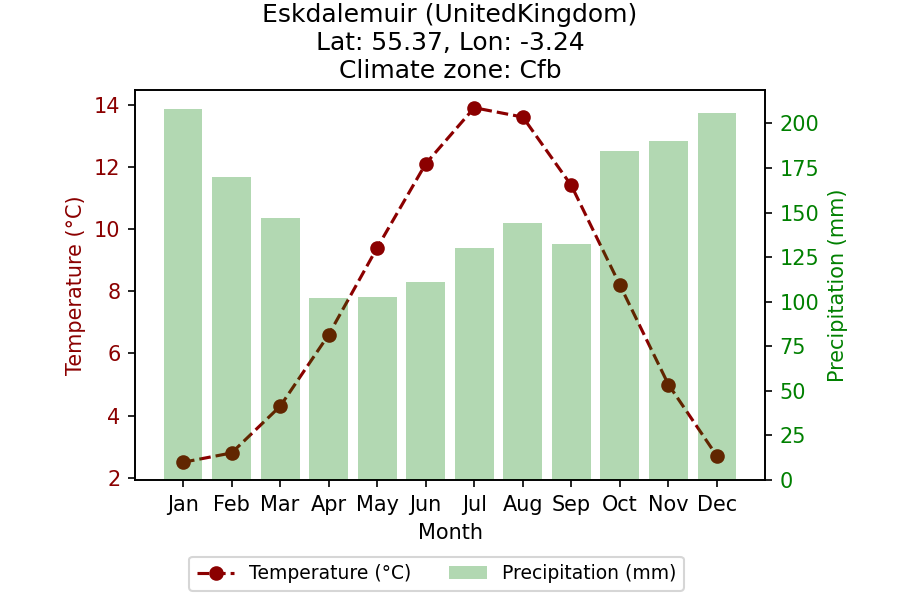 Eskdalemuir (UnitedKingdom)
Lat: 55.37, Lon: -3.24
Climate zone: Cfb
14
12
10
8
6
4
2
Temperature (°C)
200
175
150
125
100
75
50
25
0
Precipitation (mm)
Jan Feb Mar Apr May Jun Jul Aug Sep Oct Nov Dec
Month
Temperature (°C) Precipitation (mm)